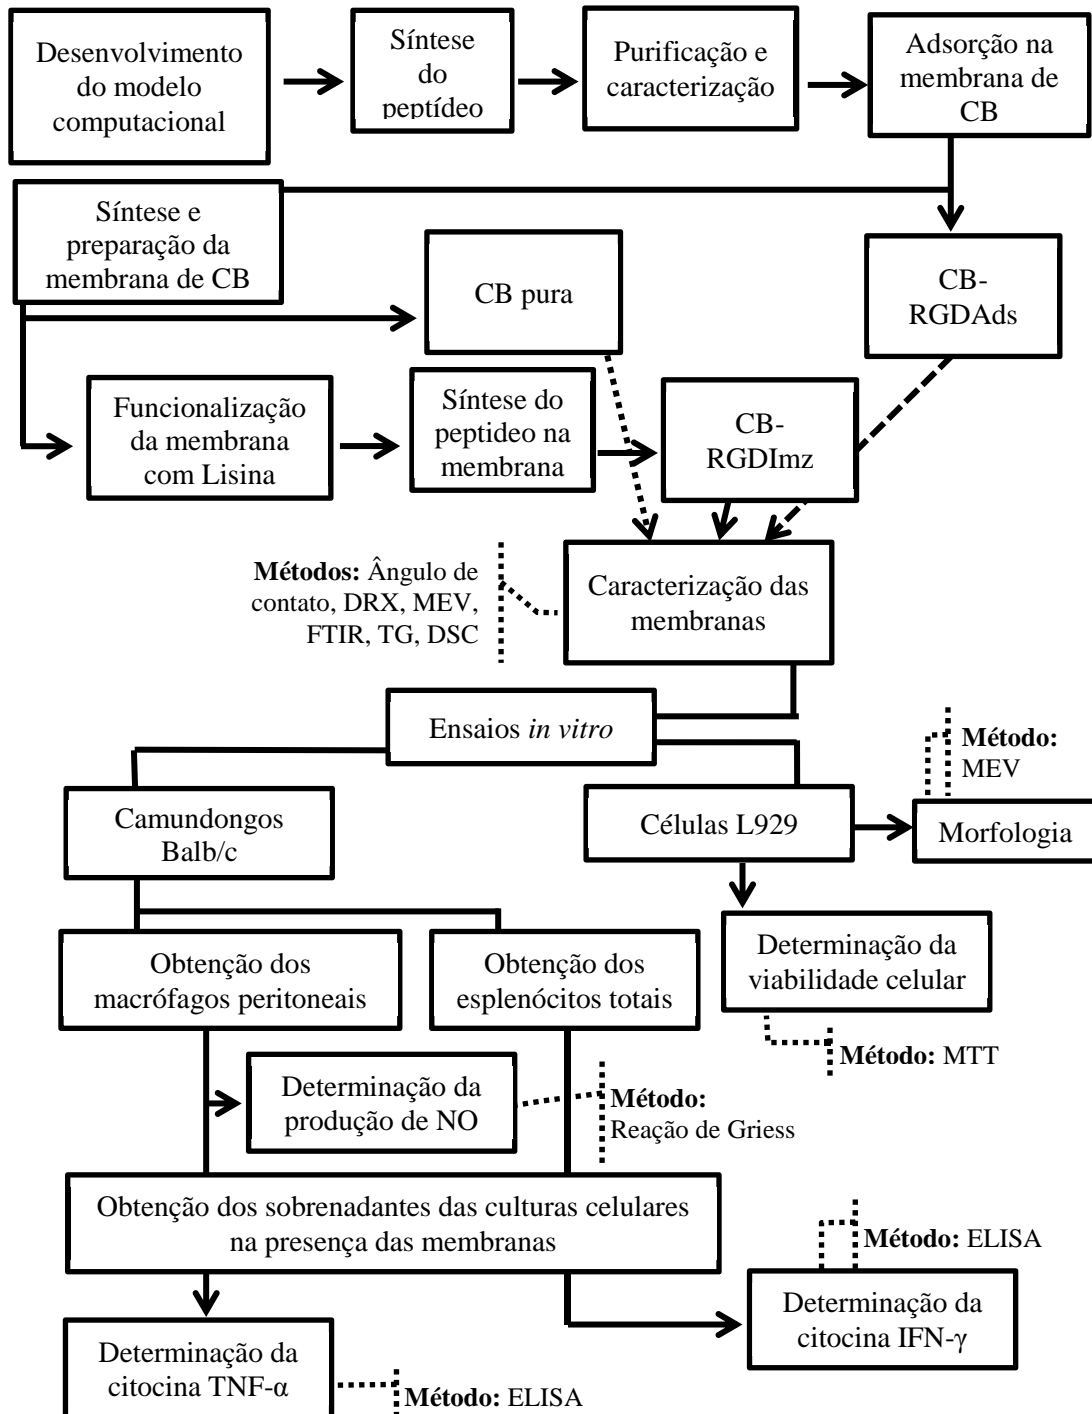 Desenvolvimento
do modelo
computacional
Síntese
do
peptídeo
Purificação e
caracterização
Adsorção na
membrana de
CB
Síntese e
preparação da
membrana de CB
CB pura
CB-
RGDAds
Funcionalização
da membrana
com Lisina
Síntese do
peptideo na
membrana
CB-
RGDImz
Métodos: Ângulo de
contato, DRX, MEV,
FTIR, TG, DSC
Caracterização das
membranas
Ensaios in vitro
Método:
MEV
Camundongos
Balb/c
Células L929
Morfologia
Obtenção dos
macrófagos peritoneais
Obtenção dos
esplenócitos totais
Determinação da
viabilidade celular
Método: MTT
Determinação da
produção de NO
Método:
Reação de Griess
Obtenção dos sobrenadantes das culturas celulares
na presença das membranas
Método: ELISA
Determinação da
citocina IFN-γ
Determinação da
citocina TNF-α
Método: ELISA